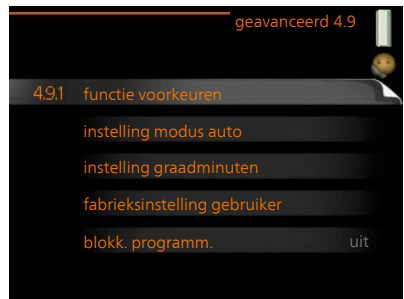 geavanceerd 4.9
4.9.1 functie voorkeuren
instelling modus auto
instelling graadminuten
fabrieksinstelling gebruiker
blokk. programm. uit